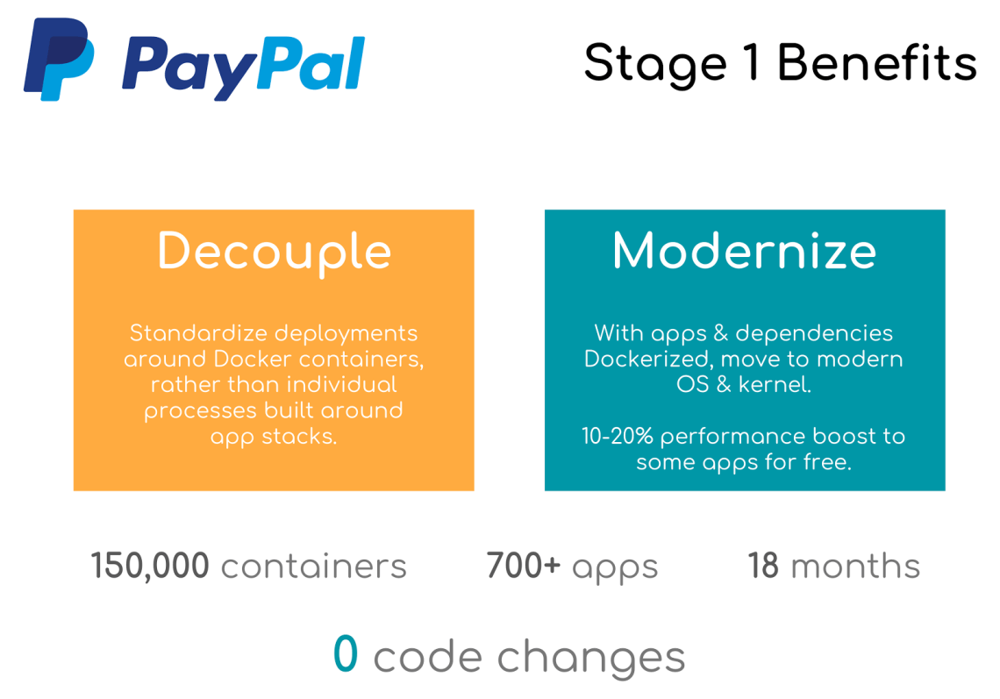 PayPal
Stage 1 Benefits
Decouple
Standardize deployments
around Docker containers,
rather than individual
processes built around
app stacks.
Modernize
With apps & dependencies
Dockerized, move to modern
OS & kernel.
10-20% performance boost to
some apps for free.
150,000 containers
700+ apps
18 months
0 code changes